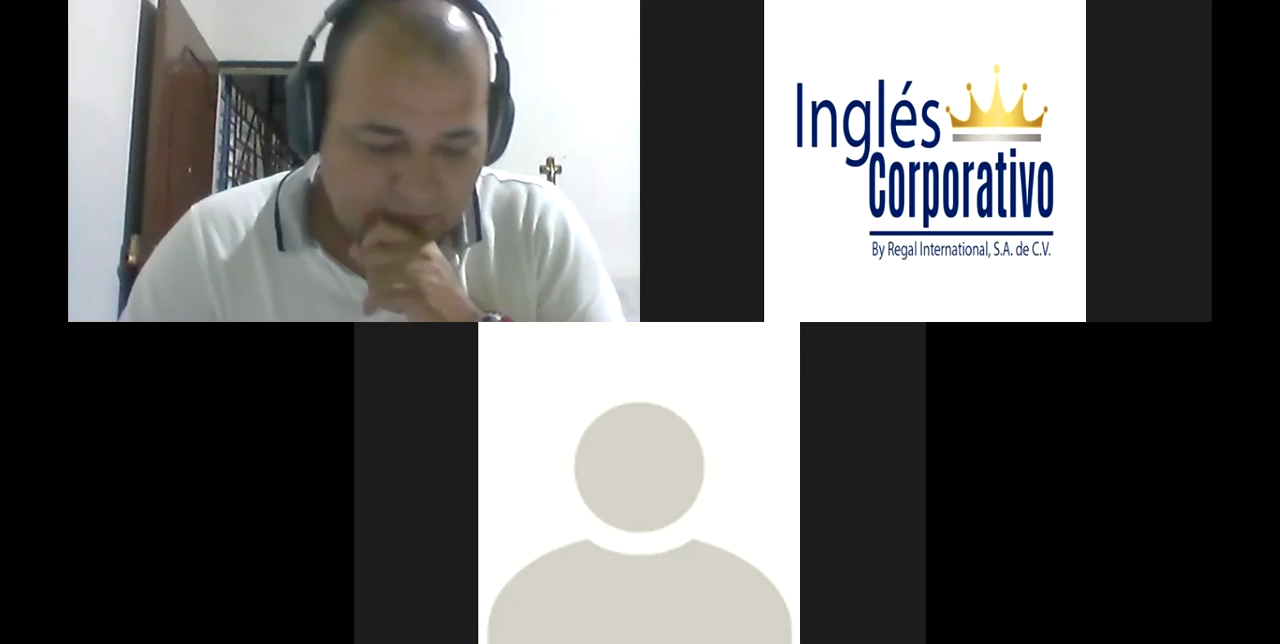 Inglés
Corporativo
By Regal International, S.A. de C.V.